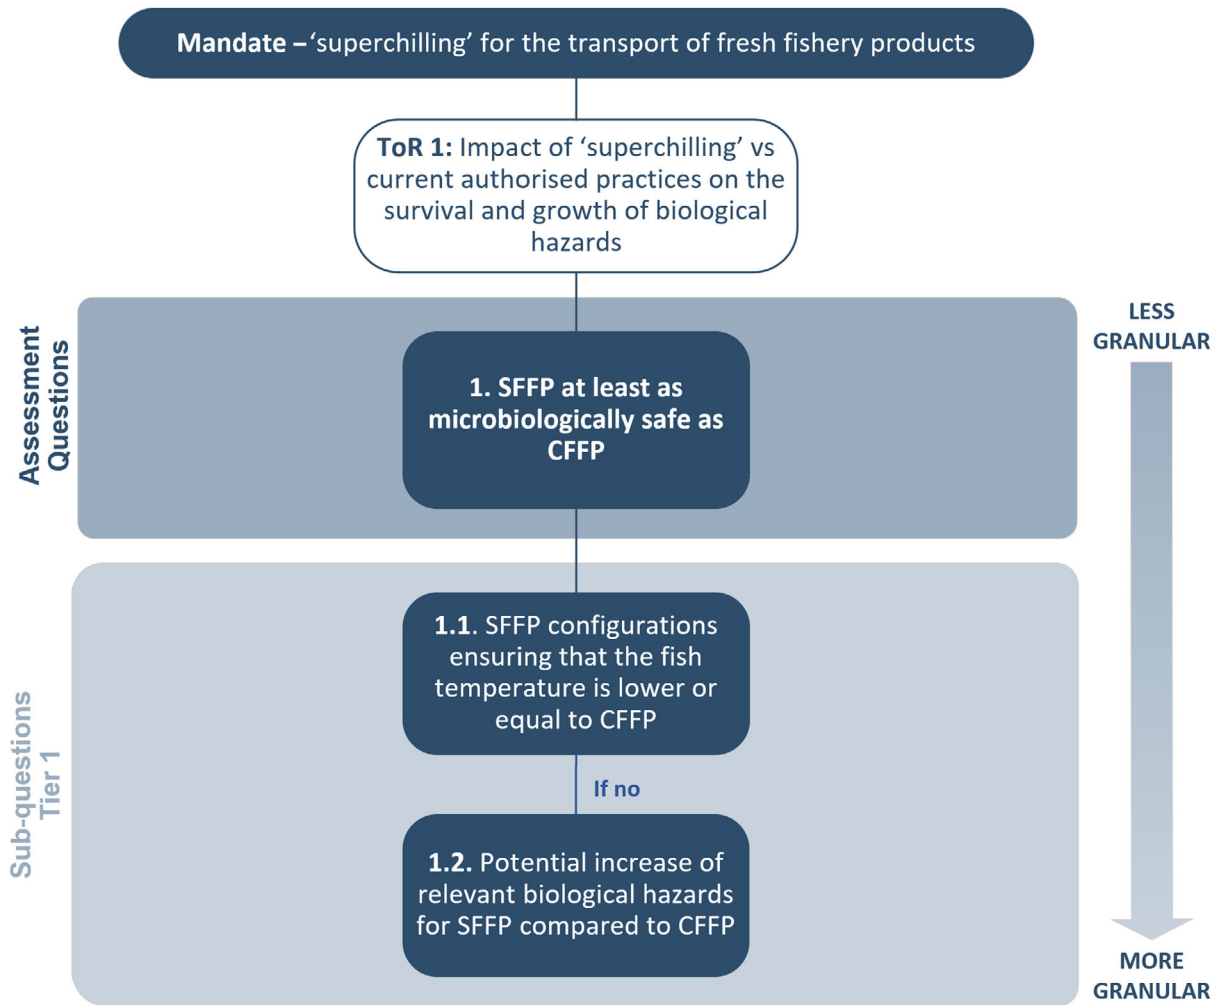 Mandate – ‘superchilling’ for the transport of fresh fishery products
ToR 1: Impact of ‘superchilling’ vs
current authorised practices on the
survival and growth of biological
hazards
Assessment
Questions
1. SFFP at least as
microbiologically safe as
CFFP
LESS
GRANULAR
Sub-questions
Tier 1
1.1. SFFP configurations
ensuring that the fish
temperature is lower or
equal to CFFP
If no
1.2. Potential increase of
relevant biological hazards
for SFFP compared to CFFP
MORE
GRANULAR